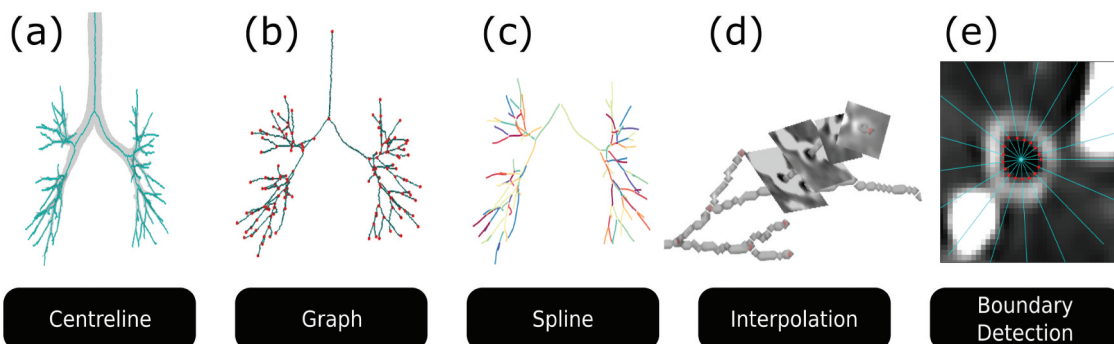 (a)
(b)
(c)
(d)
(e)
Centreline
Graph
Spline
Interpolation
Boundary
Detection